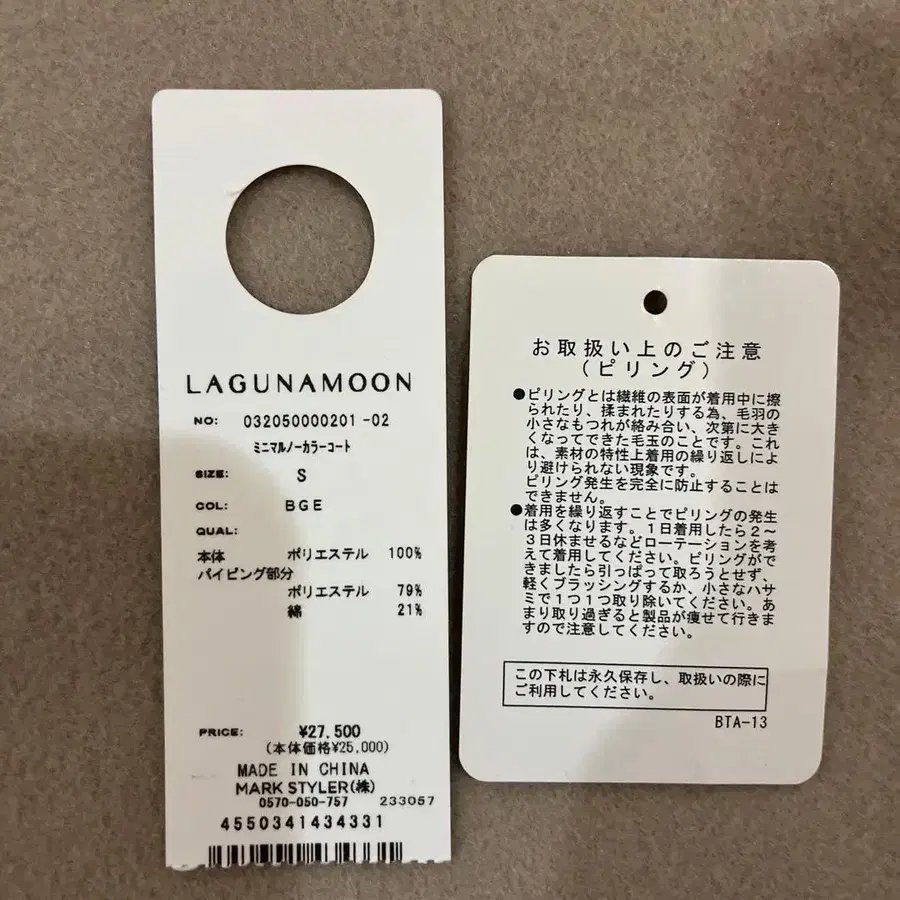 LAGUNAMOON
NO: 032050000201-02
ミニマルノーカラーコート
SIZE: S
COL: BGE
QUAL:
本体 ポリエステル 100%
パイピング部分
ポリエステル 79%
綿 21%
PRICE: ¥27,500
(本体価格¥25,000)
MADE IN CHINA
MARK STYLER(株)
0570-050-757 233057
4550341434331
お取扱い上のご注意
(ピリング)
●ピリングとは繊維の表面が着用中に擦
られたり、揉まれたりする為、毛羽の
小さなもつれが絡み合い、次第に大き
くなってできた毛玉のことです。これ
は、素材の特性上着用の繰り返しによ
り避けられない現象です。
ピリング発生を完全に防止することは
できません。
●着用を繰り返すことでピリングの発生
は多くなります。1日着用したら2〜
3日休ませるなどローテーションを考
えて着用してください。ピリングがで
きましたら引っぱって取ろうとせず、
軽くブラッシングするか、小さなハサ
ミで1つ1つ取り除いてください。あ
まり取り過ぎると製品が痩せて行きま
すので注意してください。
この下札は永久保存し、取扱いの際に
ご利用してください。
BTA-13